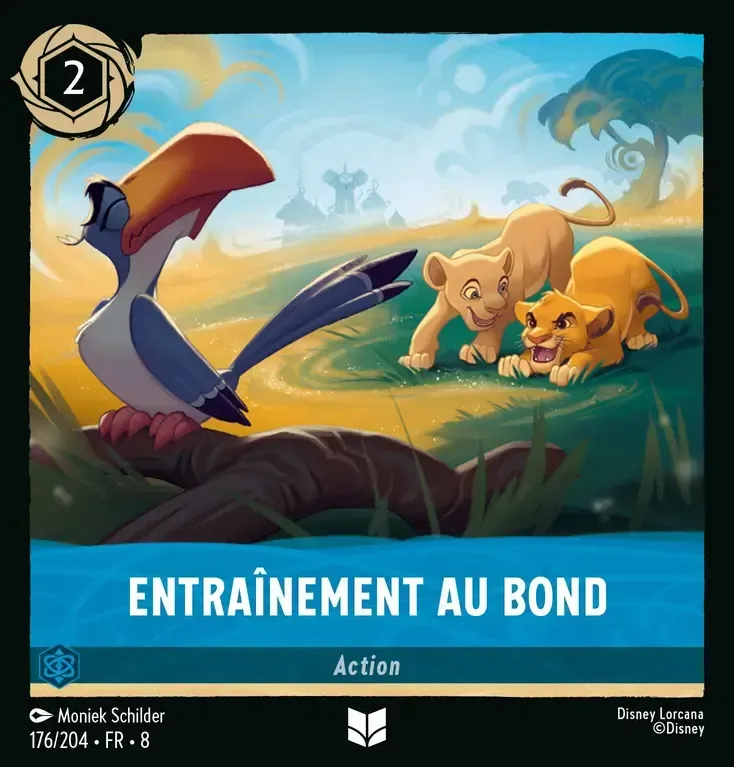 2
ENTRAÎNEMENT AU BOND
Action
Moniek Schilder
176/204 • FR • 8
Disney Lorcana
©Disney